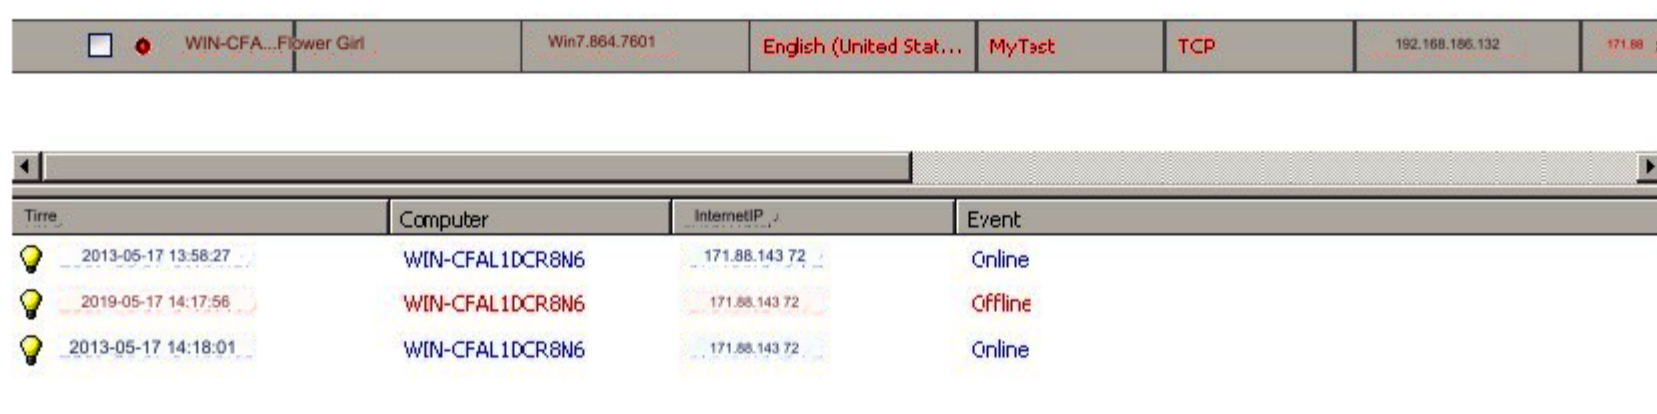 WIN-CFA...Flower Girl Win7.864.7601 English (United Stat... MyTest TCP 192.168.186.132 171.88
Tirre Computer InternetIP Event
2013-05-17 13:58:27 WIN-CFAL1DCR8N6 171.88.143 72 Online
2019-05-17 14:17:56 WIN-CFAL1DCR8N6 171.88.143 72 Offline
2013-05-17 14:18:01 WIN-CFAL1DCR8N6 171.88.143 72 Online